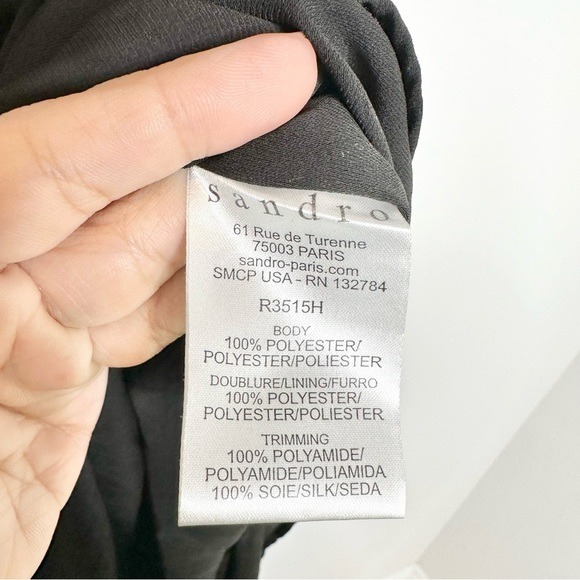 sandro
61 Rue de Turenne
75003 PARIS
sandro-paris.com
SMCP USA - RN 132784
R3515H
BODY
100% POLYESTER/
POLYESTER/POLIESTER
DOUBLURE/LINING/FURRO
100% POLYESTER/
POLYESTER/POLIESTER
TRIMMING
100% POLYAMIDE/
POLYAMIDE/POLIAMIDA
100% SOIE/SILK/SEDA